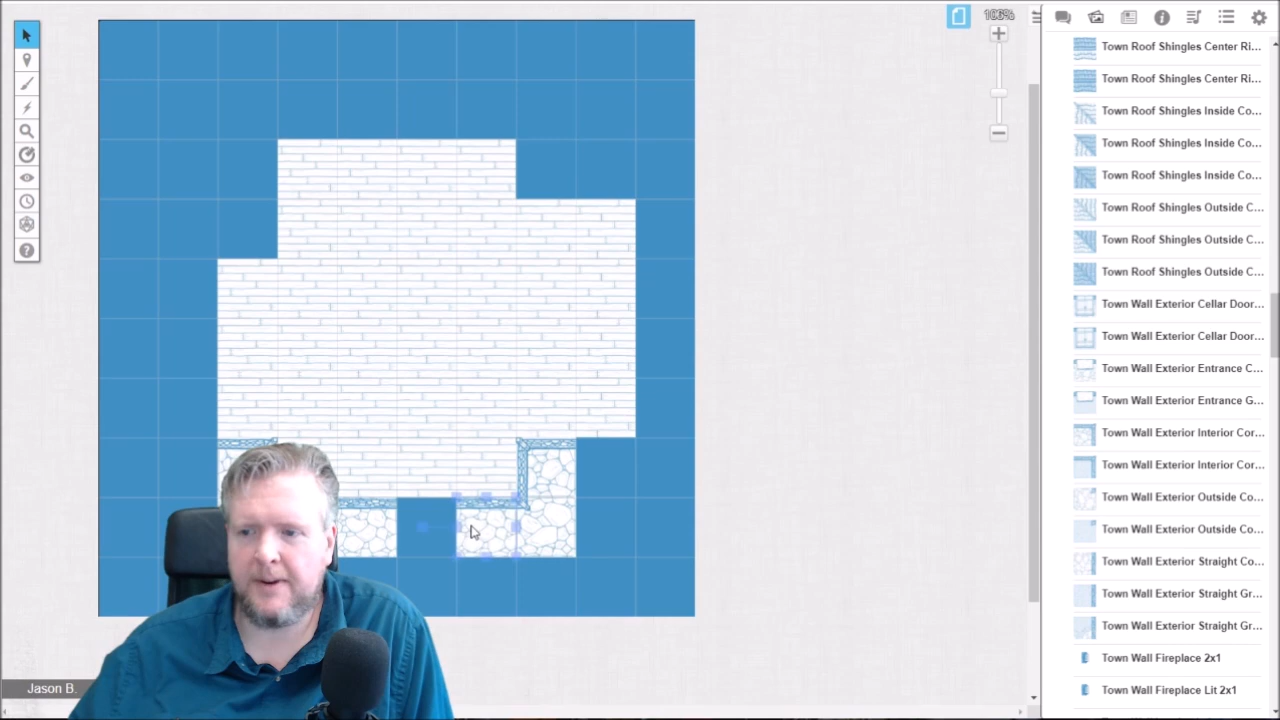 100%
Town Roof Shingles Center Ri...
Town Roof Shingles Center Ri...
Town Roof Shingles Inside Co...
Town Roof Shingles Inside Co...
Town Roof Shingles Inside Co...
Town Roof Shingles Outside C...
Town Roof Shingles Outside C...
Town Roof Shingles Outside C...
Town Wall Exterior Cellar Door...
Town Wall Exterior Cellar Door...
Town Wall Exterior Entrance C...
Town Wall Exterior Entrance G...
Town Wall Exterior Interior Cor...
Town Wall Exterior Interior Cor...
Town Wall Exterior Outside Co...
Town Wall Exterior Outside Co...
Town Wall Exterior Straight Co...
Town Wall Exterior Straight Gr...
Town Wall Exterior Straight Gr...
Town Wall Fireplace 2x1
Town Wall Fireplace Lit 2x1
Jason B.